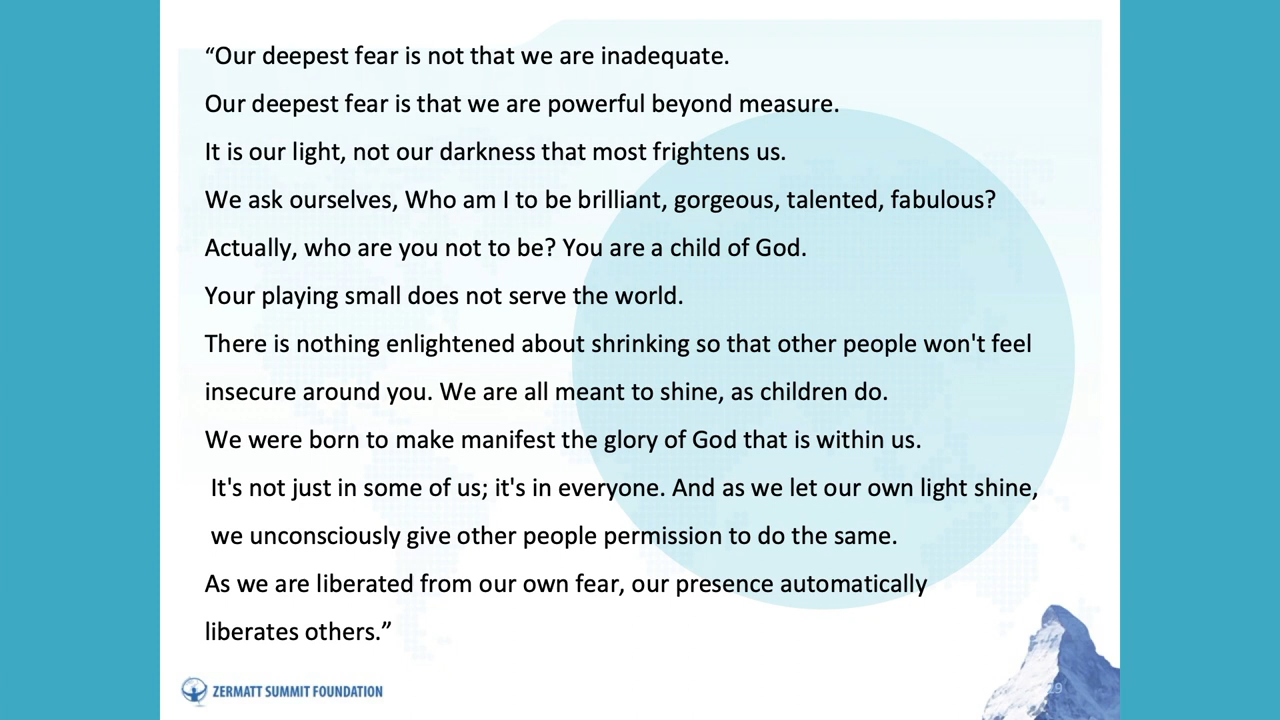 “Our deepest fear is not that we are inadequate.
Our deepest fear is that we are powerful beyond measure.
It is our light, not our darkness that most frightens us.
We ask ourselves, Who am I to be brilliant, gorgeous, talented, fabulous?
Actually, who are you not to be? You are a child of God.
Your playing small does not serve the world.
There is nothing enlightened about shrinking so that other people won't feel
insecure around you. We are all meant to shine, as children do.
We were born to make manifest the glory of God that is within us.
It's not just in some of us; it's in everyone. And as we let our own light shine,
we unconsciously give other people permission to do the same.
As we are liberated from our own fear, our presence automatically
liberates others.”
ZERMATT SUMMIT FOUNDATION